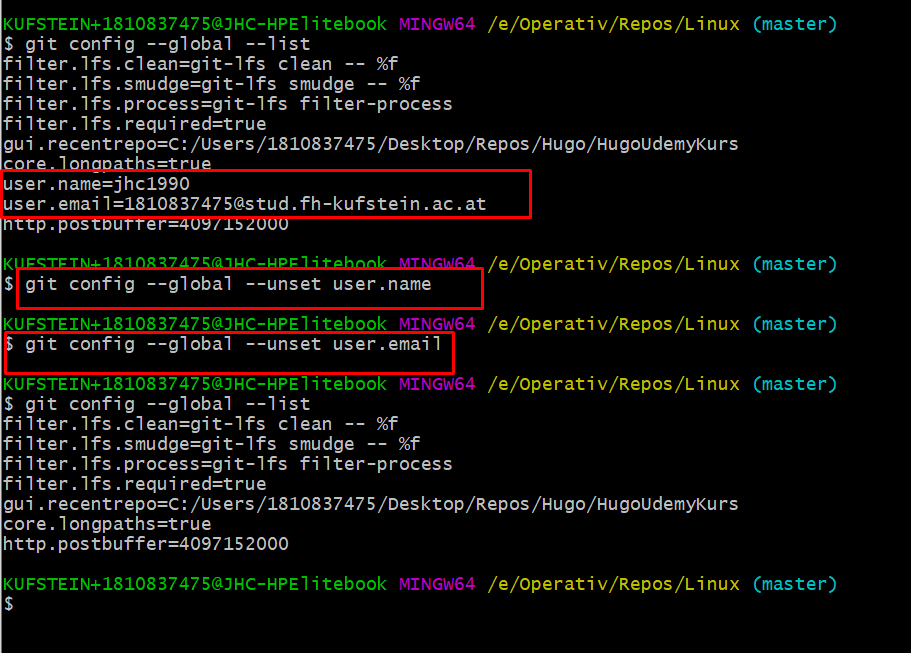 KUFSTEIN+1810837475@JHC-HPElitebook MINGW64 /e/Operativ/Repos/Linux (master)
$ git config --global --list
filter.lfs.clean=git-lfs clean -- %f
filter.lfs.smudge=git-lfs smudge -- %f
filter.lfs.process=git-lfs filter-process
filter.lfs.required=true
gui.recentrepo=C:/Users/1810837475/Desktop/Repos/Hugo/HugoUdemyKurs
core.longpaths=true
user.name=jhc1990
user.email=1810837475@stud.fh-kufstein.ac.at
http.postbuffer=4097152000
KUFSTEIN+1810837475@JHC-HPElitebook MINGW64 /e/Operativ/Repos/Linux (master)
$ git config --global --unset user.name
KUFSTEIN+1810837475@JHC-HPElitebook MINGW64 /e/Operativ/Repos/Linux (master)
$ git config --global --unset user.email
KUFSTEIN+1810837475@JHC-HPElitebook MINGW64 /e/Operativ/Repos/Linux (master)
$ git config --global --list
filter.lfs.clean=git-lfs clean -- %f
filter.lfs.smudge=git-lfs smudge -- %f
filter.lfs.process=git-lfs filter-process
filter.lfs.required=true
gui.recentrepo=C:/Users/1810837475/Desktop/Repos/Hugo/HugoUdemyKurs
core.longpaths=true
http.postbuffer=4097152000
KUFSTEIN+1810837475@JHC-HPElitebook MINGW64 /e/Operativ/Repos/Linux (master)
$